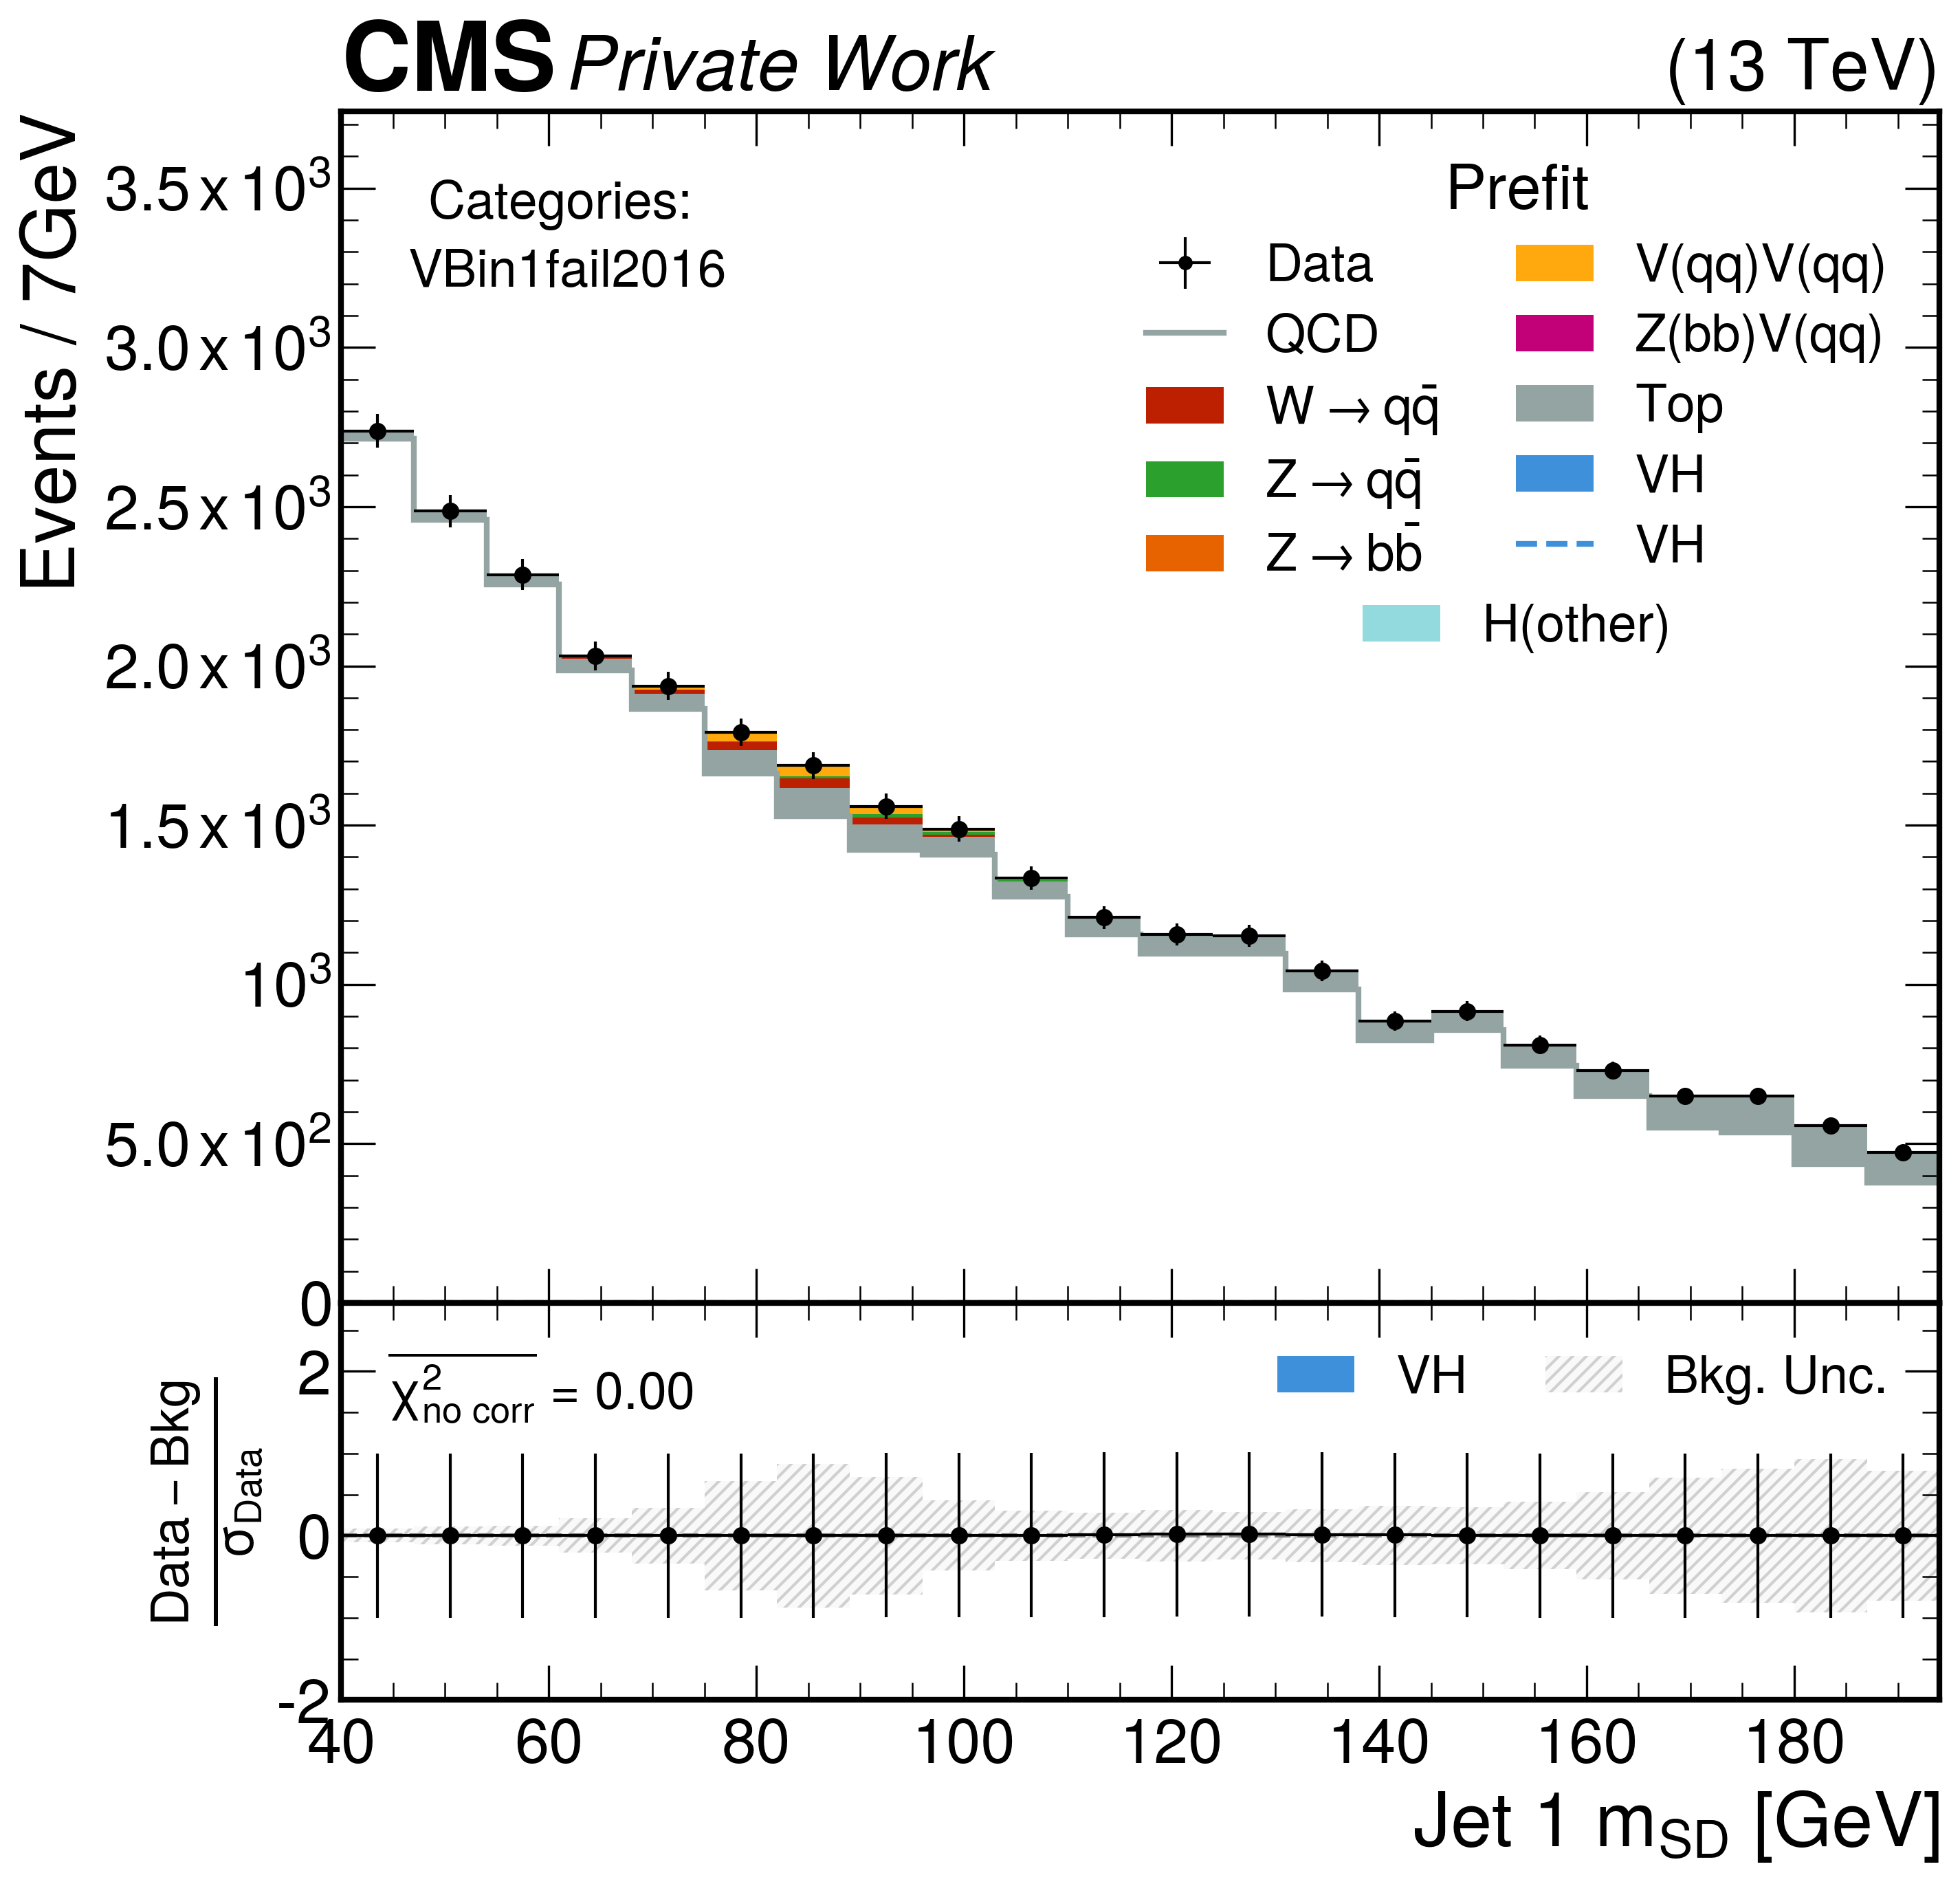 CMS Private Work (13 TeV)
Events / 7GeV
3.5 x 10³
3.0 x 10³
2.5 x 10³
2.0 x 10³
1.5 x 10³
10³
5.0 x 10²
0
Categories:
VBin1fail2016
Prefit
Data
QCD
W → qq̄
Z → qq̄
Z → bb̄
V(qq)V(qq)
Z(bb)V(qq)
Top
VH
VH
H(other)
Data – Bkg
σ_Data
2
0
-2
χ²_no corr = 0.00
VH
Bkg. Unc.
40 60 80 100 120 140 160 180
Jet 1 m_SD [GeV]